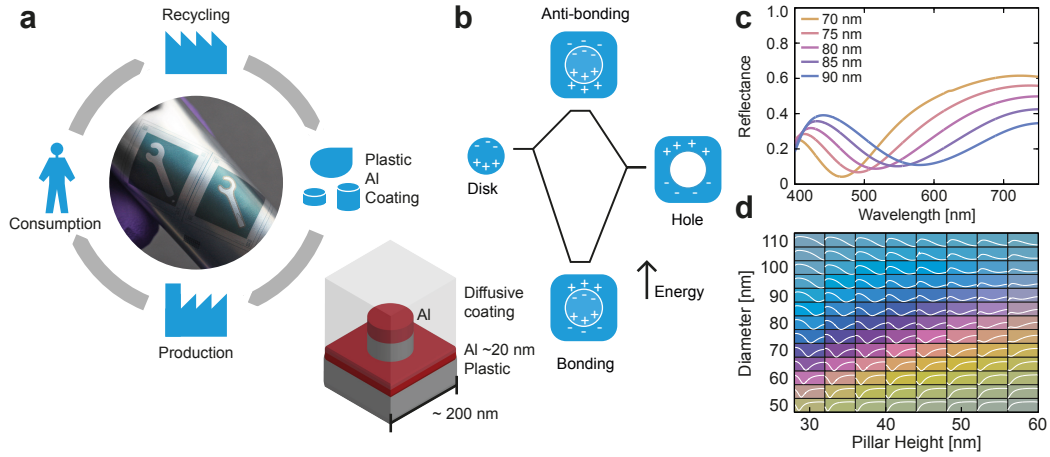 a
Recycling
Consumption
Plastic
Al
Coating
Production
Al
Diffusive
coating
Al ~20 nm
Plastic
~ 200 nm
b
Anti-bonding
Disk
Hole
Energy
Bonding
c
1.0
0.8
0.6
0.4
0.2
0
Reflectance
70 nm
75 nm
80 nm
85 nm
90 nm
400
500
600
700
Wavelength [nm]
d
110
100
90
80
70
60
50
Diameter [nm]
30
40
50
60
Pillar Height [nm]